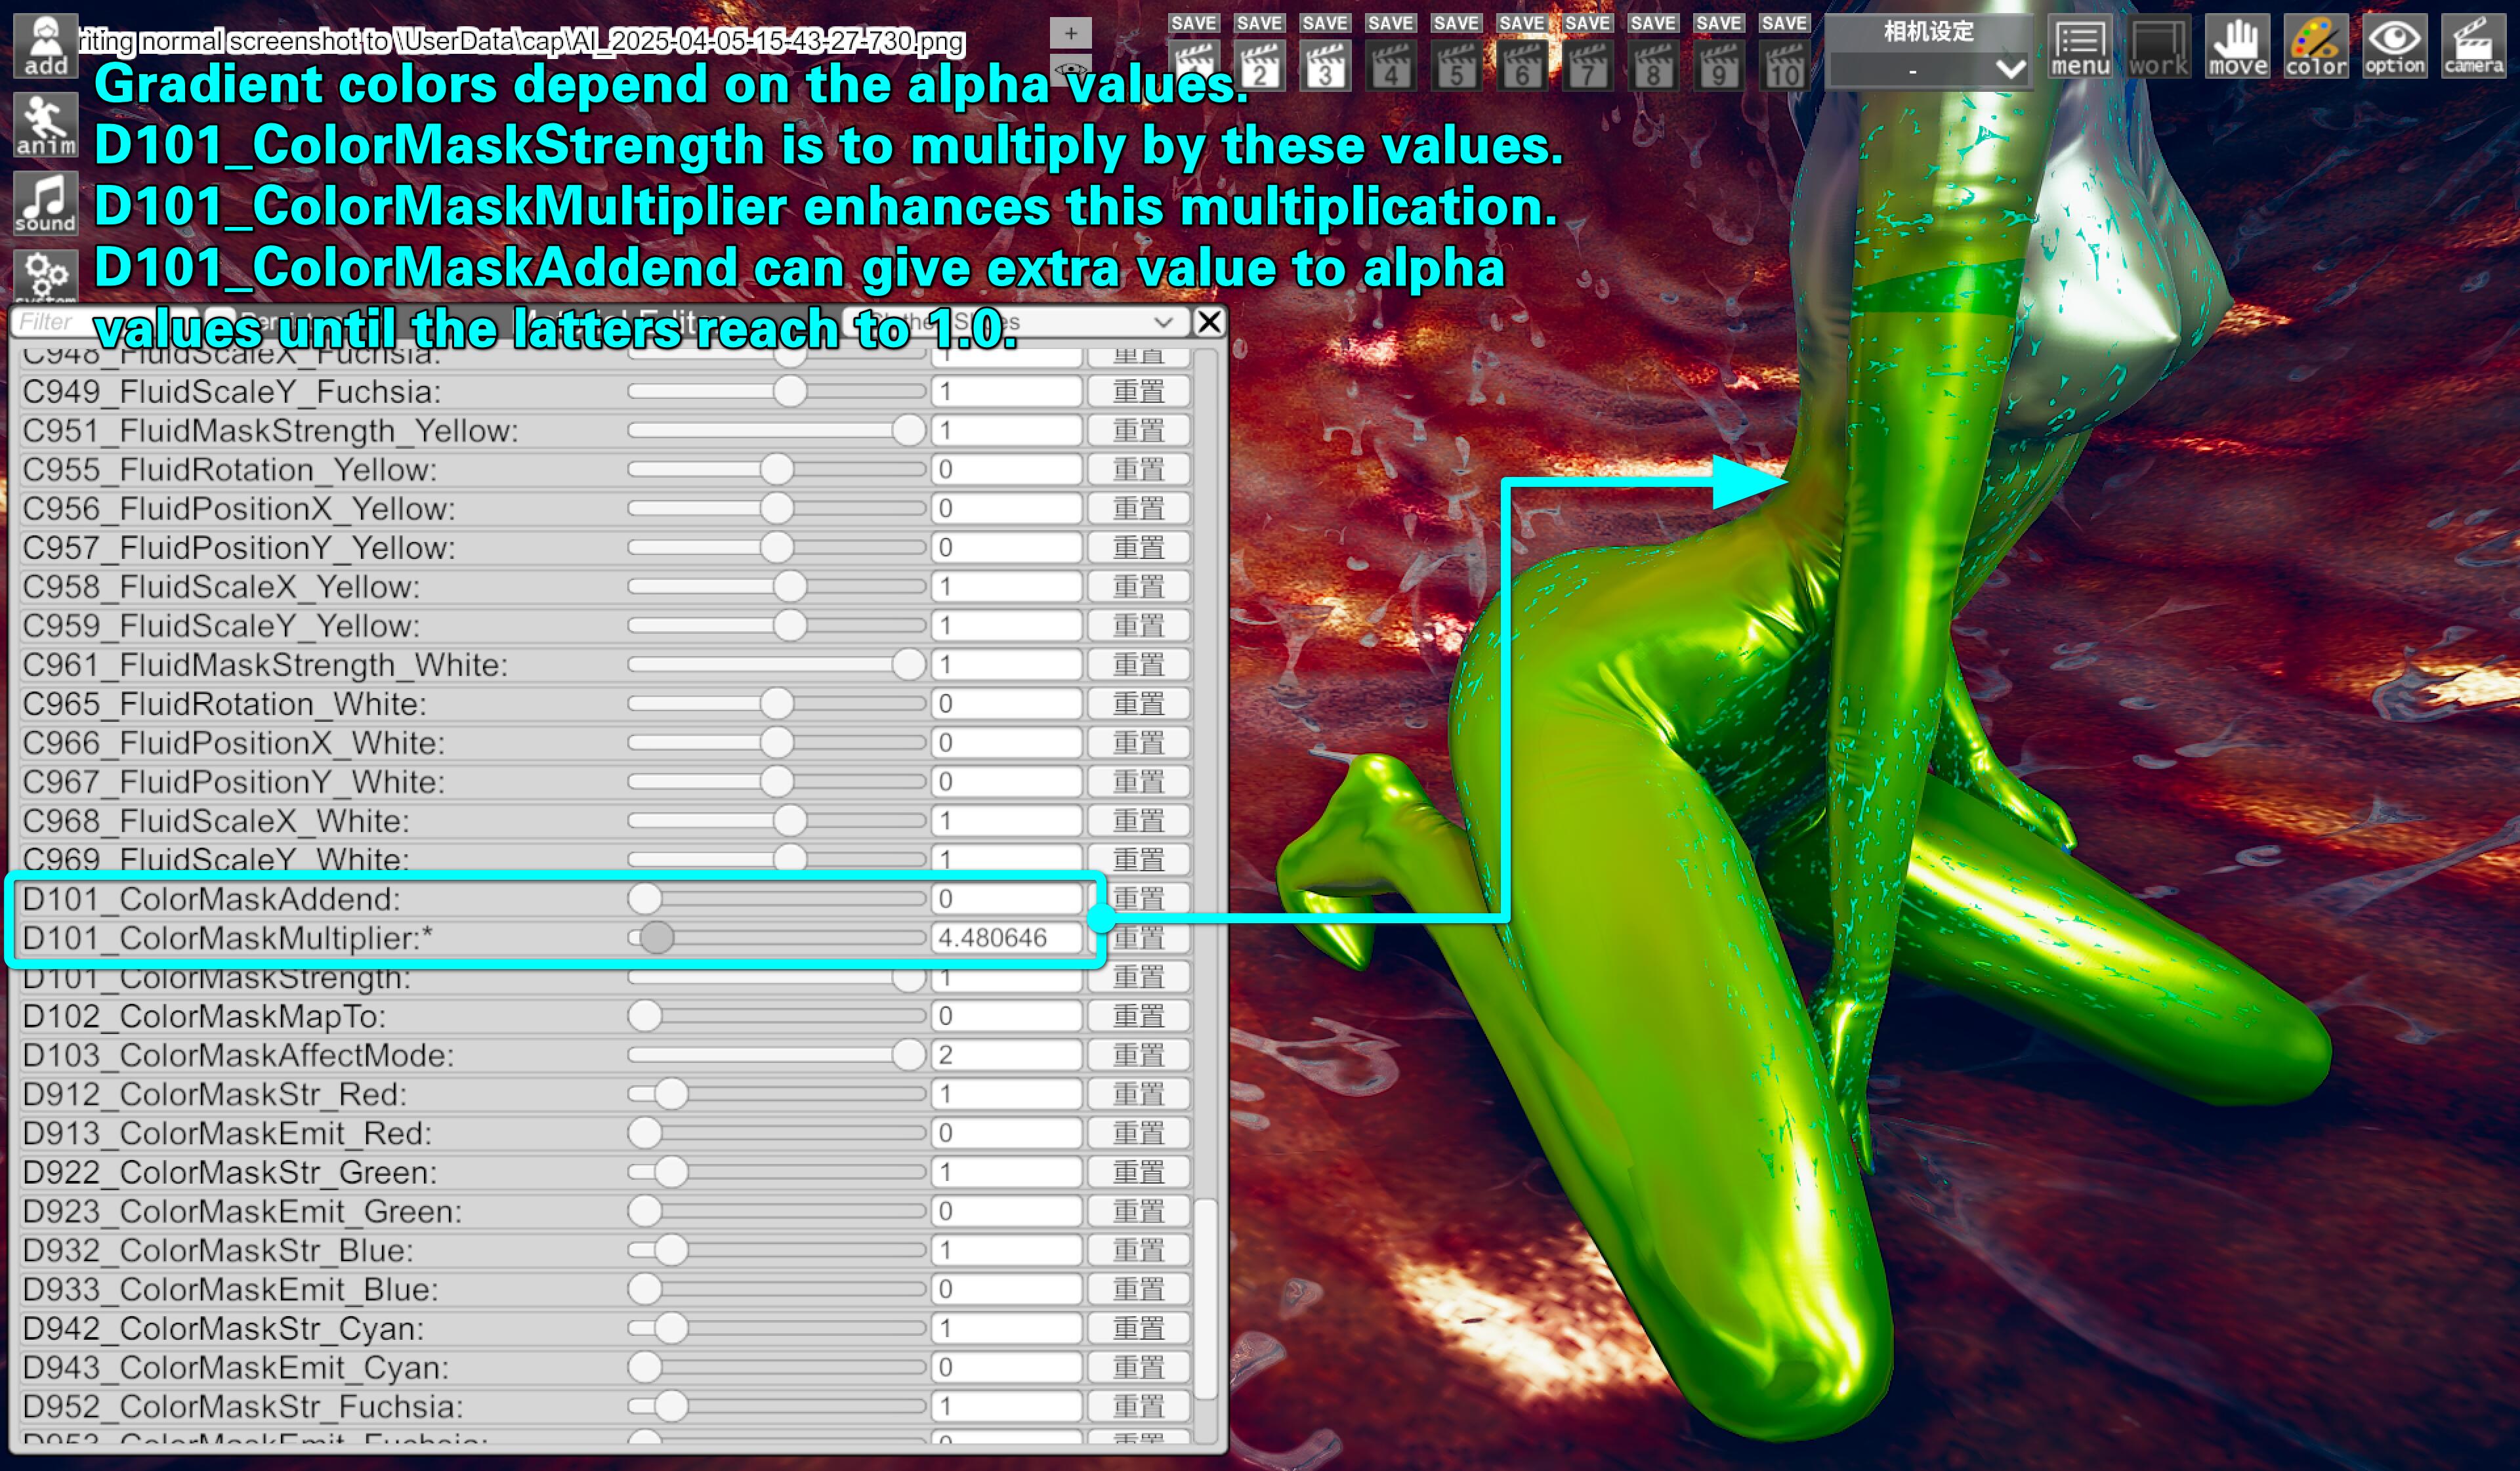 riting normal screenshot to \UserData\cap\AI_2025-04-05-15-43-27-730.png
+
SAVE SAVE SAVE SAVE SAVE SAVE SAVE SAVE SAVE SAVE
2 3 4 5 6 7 8 9 10
相机设定
-
menu work move color option camera
add
anim
sound
system
Gradient colors depend on the alpha values.
D101_ColorMaskStrength is to multiply by these values.
D101_ColorMaskMultiplier enhances this multiplication.
D101_ColorMaskAddend can give extra value to alpha
values until the latters reach to 1.0.
Filter
C948_FluidScaleX_Fuchsia: 1 重置
C949_FluidScaleY_Fuchsia: 1 重置
C951_FluidMaskStrength_Yellow: 1 重置
C955_FluidRotation_Yellow: 0 重置
C956_FluidPositionX_Yellow: 0 重置
C957_FluidPositionY_Yellow: 0 重置
C958_FluidScaleX_Yellow: 1 重置
C959_FluidScaleY_Yellow: 1 重置
C961_FluidMaskStrength_White: 1 重置
C965_FluidRotation_White: 0 重置
C966_FluidPositionX_White: 0 重置
C967_FluidPositionY_White: 0 重置
C968_FluidScaleX_White: 1 重置
C969_FluidScaleY_White: 1 重置
D101_ColorMaskAddend: 0 重置
D101_ColorMaskMultiplier:* 4.480646 重置
D101_ColorMaskStrength: 1 重置
D102_ColorMaskMapTo: 0 重置
D103_ColorMaskAffectMode: 2 重置
D912_ColorMaskStr_Red: 1 重置
D913_ColorMaskEmit_Red: 0 重置
D922_ColorMaskStr_Green: 1 重置
D923_ColorMaskEmit_Green: 0 重置
D932_ColorMaskStr_Blue: 1 重置
D933_ColorMaskEmit_Blue: 0 重置
D942_ColorMaskStr_Cyan: 1 重置
D943_ColorMaskEmit_Cyan: 0 重置
D952_ColorMaskStr_Fuchsia: 1 重置
D953_ColorMaskEmit_Fuchsia: 0 重置